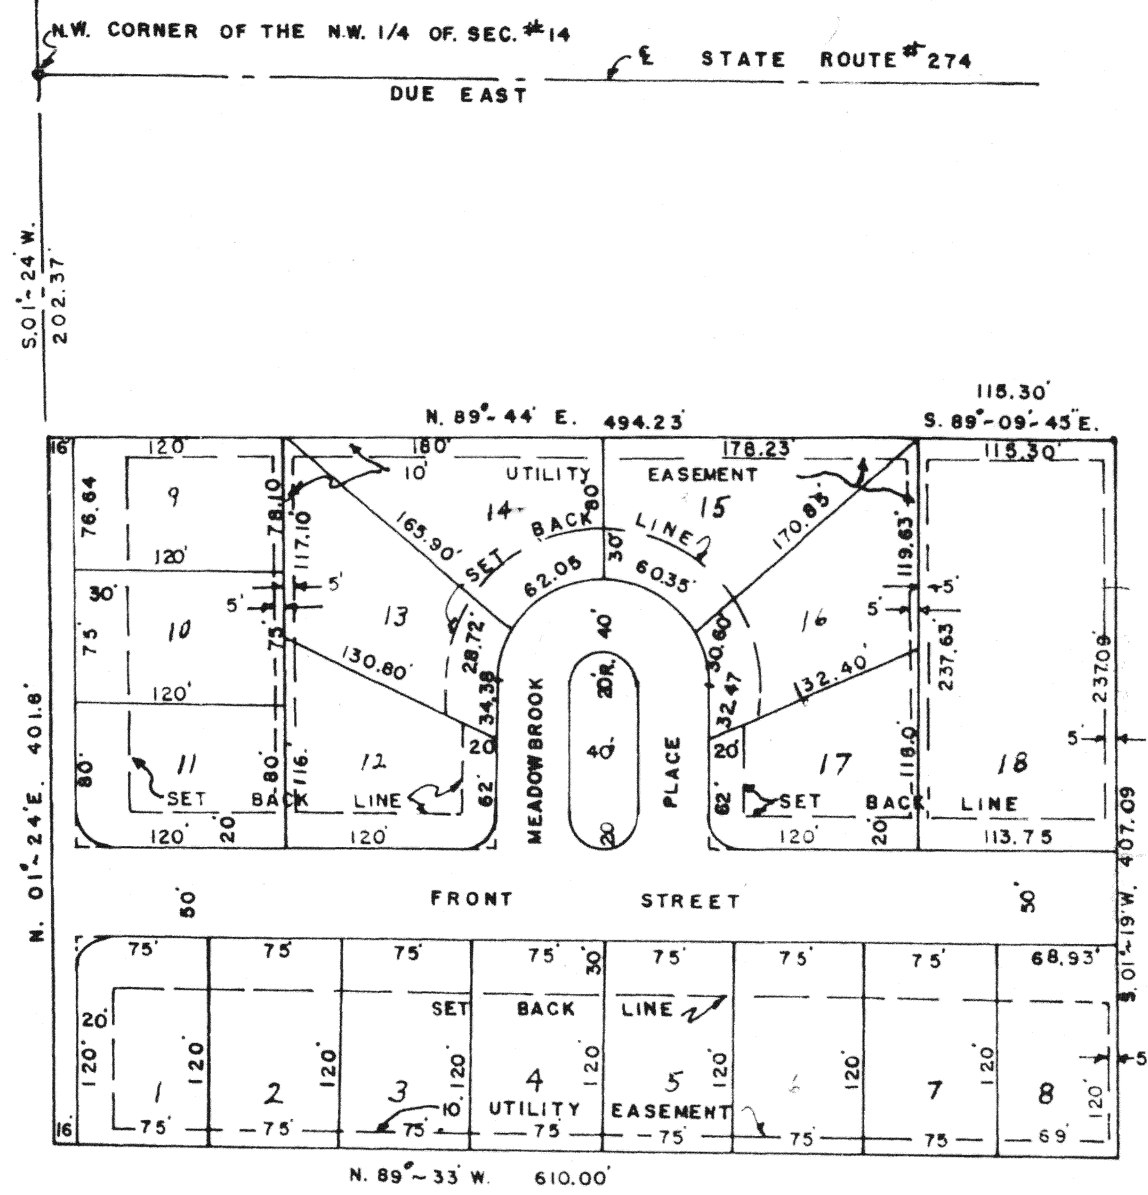 N.W. CORNER OF THE N.W. 1/4 OF. SEC. #14
℄ STATE ROUTE #274
DUE EAST
S.01°~24' W.
202.37'
115.30'
N. 89°~44' E. 494.23' S. 89°~09'~45" E.
16' 120' 180' 178.23' 115.30'
10' UTILITY EASEMENT
76.64 9 78.10' 117.10' 165.90' 14 80' 15 170.85' 119.63'
SET BACK LINE
120' 62.05 30' 60.35'
30' 5' 5' 5' 5'
75' 10 75' 13 28.72' 40' 30.60' 16
130.80' 34.38 20'R. 32.47 132.40' 237.63' 237.09'
120'
80' 11 80' 116.' 12 20' 62' 40' 20' 62' 17 118.0' 18 5'
MEADOWBROOK PLACE
SET BACK LINE SET BACK LINE
120' 20' 120' 20 120' 20' 113.75
N. 01°~24' E. 401.6'
S. 01°~19' W. 407.09
50' FRONT STREET 50'
75' 75' 75' 75' 30' 75' 75' 75' 68.93'
SET BACK LINE
20'
120' 120' 120' 120' 120 120' 120' 120' 120' 5
1 2 3 4 5 6 7 8
10. UTILITY EASEMENT
16' 75' 75' 75' 75 75' 75' 75 69'
N. 89°~33' W. 610.00'